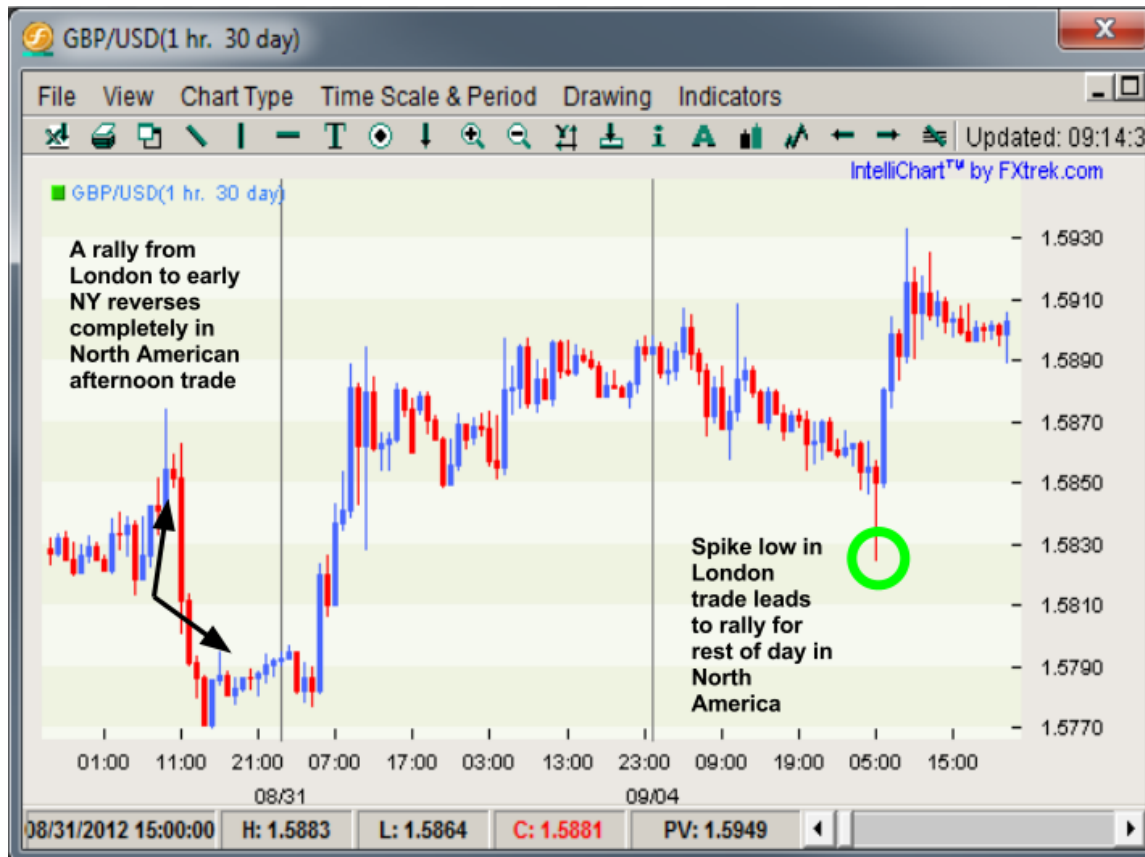 GBP/USD(1 hr.  30 day)
File View Chart Type Time Scale & Period Drawing Indicators
T i A Updated: 09:14:3
IntelliChart™ by FXtrek.com
GBP/USD(1 hr.  30 day)
A rally from
London to early
NY reverses
completely in
North American
afternoon trade
Spike low in
London
trade leads
to rally for
rest of day in
North
America
1.5930
1.5910
1.5890
1.5870
1.5850
1.5830
1.5810
1.5790
1.5770
01:00 11:00 21:00 07:00 17:00 03:00 13:00 23:00 09:00 19:00 05:00 15:00
08/31 09/04
08/31/2012 15:00:00 H: 1.5883 L: 1.5864 C: 1.5881 PV: 1.5949